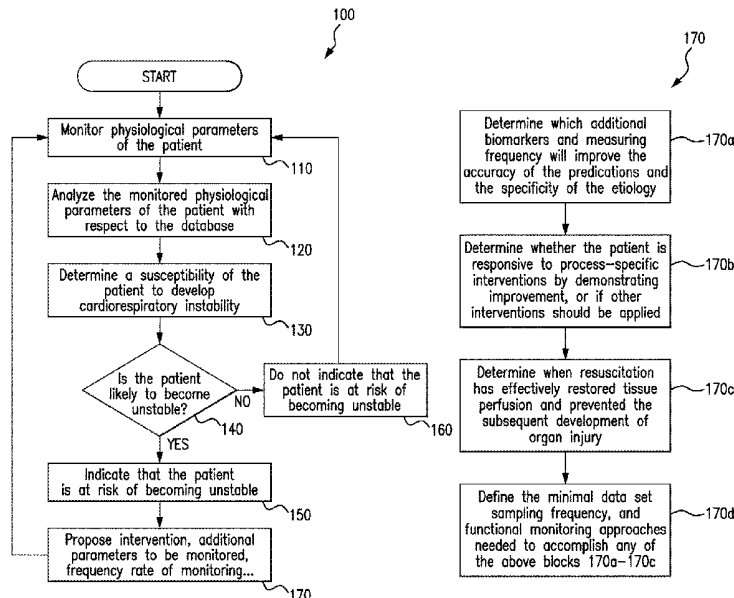 100
START
Monitor physiological parameters
of the patient
110
Analyze the monitored physiological
parameters of the patient with
respect to the database
120
Determine a susceptibility of the
patient to develop
cardiorespiratory instability
130
Is the patient
likely to become
unstable?
140
NO
YES
Do not indicate that the
patient is at risk of
becoming unstable
160
Indicate that the patient
is at risk of becoming unstable
150
Propose intervention, additional
parameters to be monitored,
frequency rate of monitoring...
170
170
Determine which additional
biomarkers and measuring
frequency will improve the
accuracy of the predications and
the specificity of the etiology
170a
Determine whether the patient is
responsive to process-specific
interventions by demonstrating
improvement, or if other
interventions should be applied
170b
Determine when resuscitation
has effectively restored tissue
perfusion and prevented the
subsequent development of
organ injury
170c
Define the minimal data set
sampling frequency, and
functional monitoring approaches
needed to accomplish any of
the above blocks 170a-170c
170d